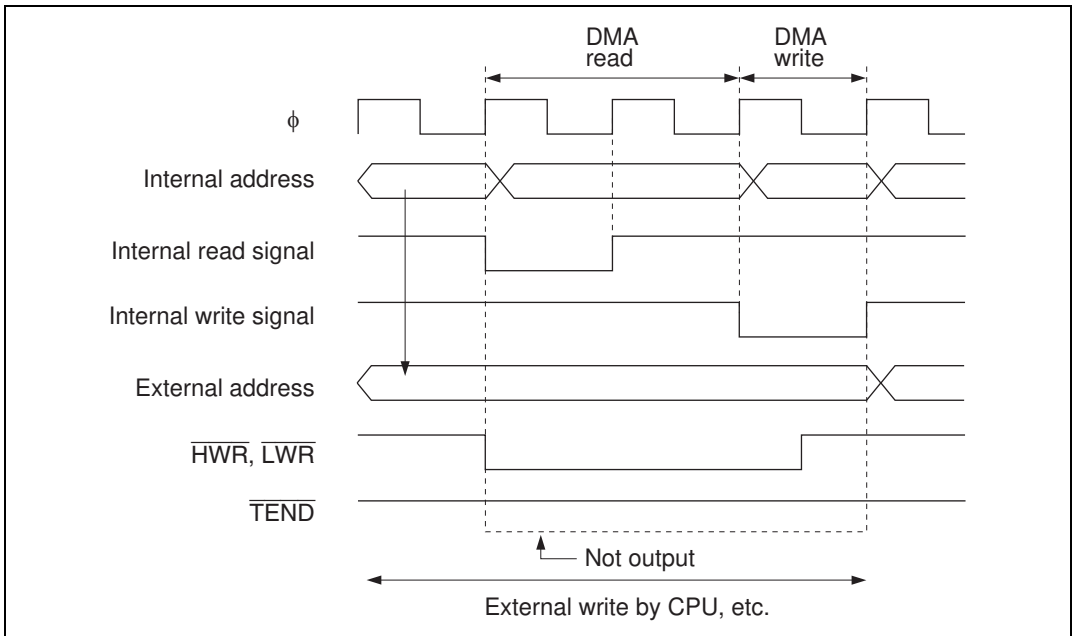 DMA
read
DMA
write
ϕ
Internal address
Internal read signal
Internal write signal
External address
HWR, LWR
TEND
Not output
External write by CPU, etc.